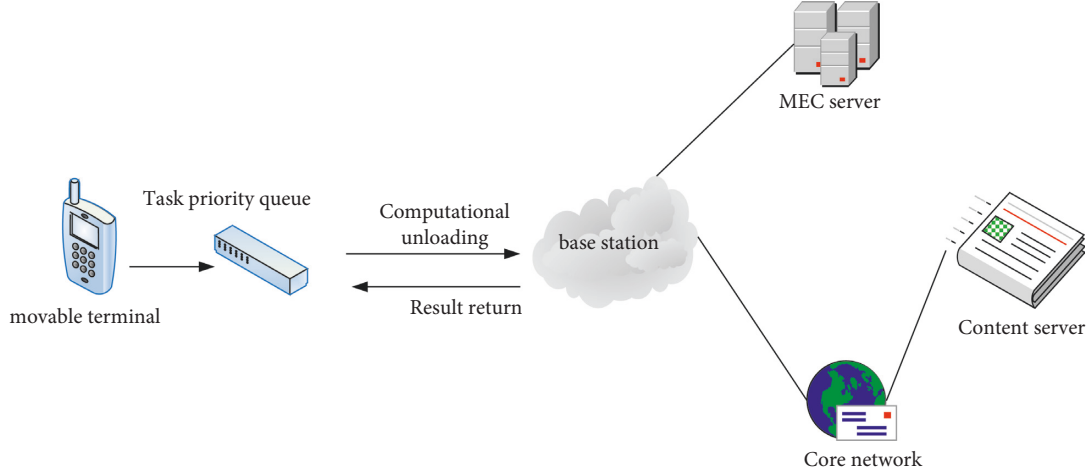 MEC server
Task priority queue
Computational
unloading
base station
Result return
movable terminal
Content server
Core network